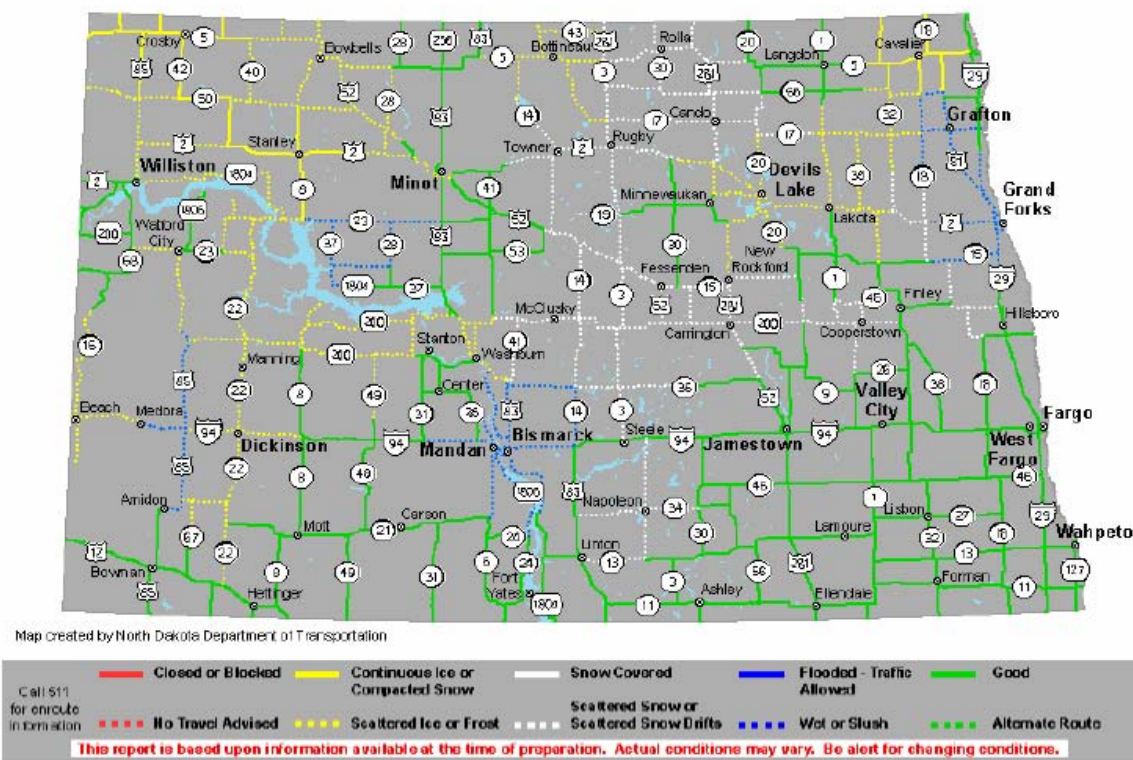 43
18
Crosby
5
28
256
83
281
Rolla
20
1
Cavalier
Bowbells
Bottineau
Langdon
85
42
40
5
3
30
281
5
29
50
52
28
66
32
Grafton
14
17
Cando
83
17
2
Stanley
2
Towner
2
Rugby
81
Williston
1804
Minot
20
Devils
Lake
38
18
Grand
Forks
2
8
41
Minnewaukan
1806
52
19
Lakota
2
200
Watford
City
23
37
28
83
20
68
23
53
30
New
Rockford
15
1804
37
14
Fessenden
1
29
22
3
52
15
281
45
Finley
McClusky
Hillsboro
200
Carrington
200
Cooperstown
16
Stanton
41
Manning
200
Washburn
26
85
Center
36
38
18
22
8
49
31
25
83
14
3
52
9
Valley
City
Beach
Medora
Steele
Fargo
94
Dickinson
94
Mandan
Bismarck
94
Jamestown
94
West
Fargo
85
22
48
46
46
8
1806
83
Napoleon
34
1
Lisbon
27
29
Amidon
Mott
21
Carson
30
Lamoure
Wahpeto
67
22
32
18
12
Linton
13
281
13
Bowman
8
49
31
6
24
3
56
Forman
127
85
Hettinger
Fort
Yates
1804
11
Ashley
Ellendale
11
Map created by North Dakota Department of Transportation
Call 511
for enroute
information
Closed or Blocked
Continuous Ice or
Compacted Snow
Snow Covered
Flooded - Traffic
Allowed
Good
No Travel Advised
Scattered Ice or Frost
Scattered Snow or
Scattered Snow Drifts
Wet or Slush
Alternate Route
This report is based upon information available at the time of preparation. Actual conditions may vary. Be alert for changing conditions.